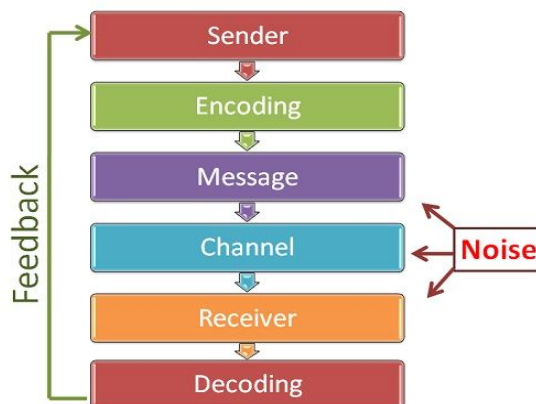 Sender
Encoding
Message
Channel
Receiver
Decoding
Feedback
Noise